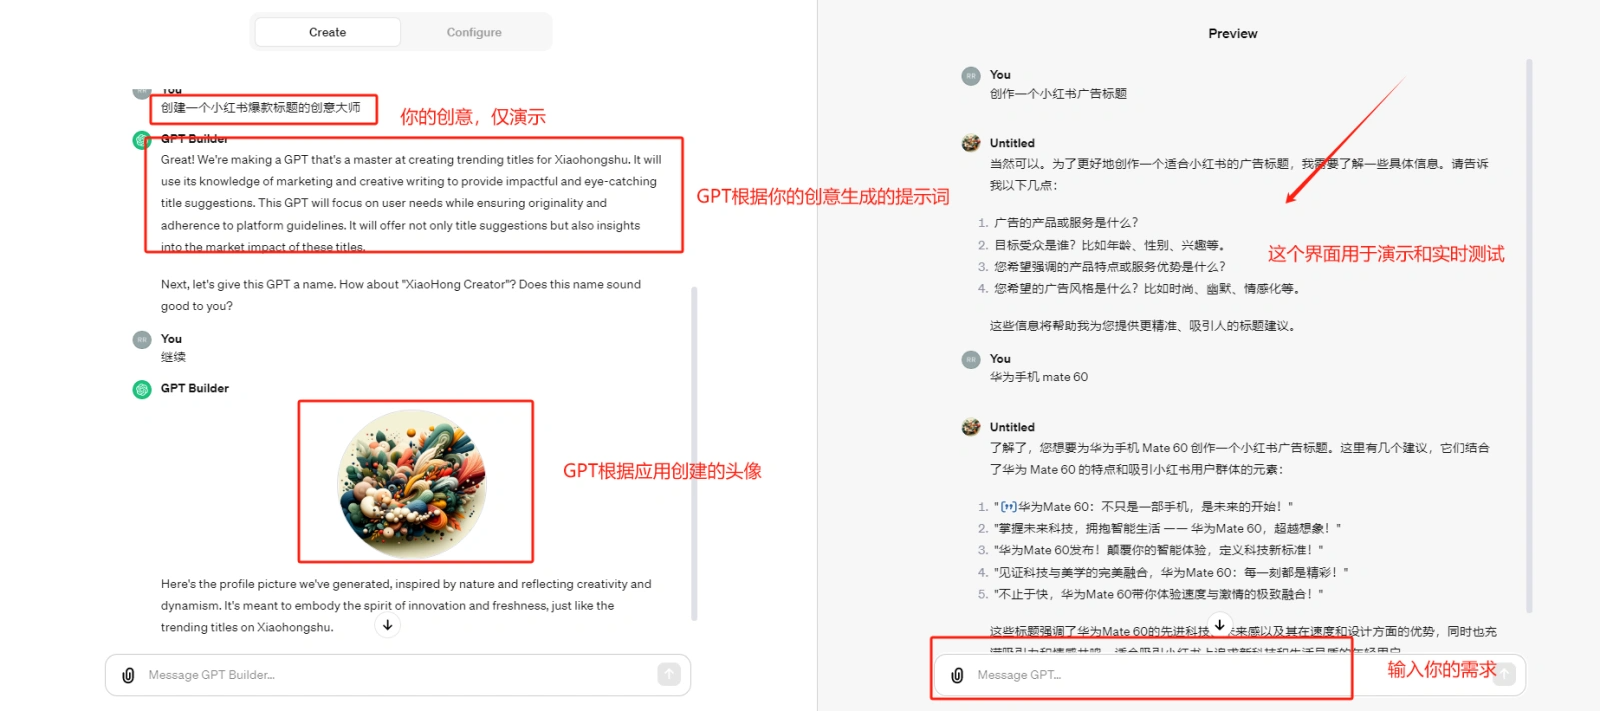 Create
Configure
You
创建一个小红书爆款标题的创意大师
你的创意，仅演示
GPT Builder
Great! We're making a GPT that's a master at creating trending titles for Xiaohongshu. It will
use its knowledge of marketing and creative writing to provide impactful and eye-catching
title suggestions. This GPT will focus on user needs while ensuring originality and
adherence to platform guidelines. It will offer not only title suggestions but also insights
into the market impact of these titles.
GPT根据你的创意生成的提示词
Next, let's give this GPT a name. How about "XiaoHong Creator"? Does this name sound
good to you?
You
继续
GPT Builder
GPT根据应用创建的头像
Here's the profile picture we've generated, inspired by nature and reflecting creativity and
dynamism. It's meant to embody the spirit of innovation and freshness, just like the
trending titles on Xiaohongshu.
Message GPT Builder...
Preview
RR You
创作一个小红书广告标题
Untitled
当然可以。为了更好地创作一个适合小红书的广告标题，我需要了解一些具体信息。请告诉
我以下几点：
1. 广告的产品或服务是什么？
2. 目标受众是谁？比如年龄、性别、兴趣等。
3. 您希望强调的产品特点或服务优势是什么？
4. 您希望的广告风格是什么？比如时尚、幽默、情感化等。
这个界面用于演示和实时测试
这些信息将帮助我为您提供更精准、吸引人的标题建议。
RR You
华为手机 mate 60
Untitled
了解了，您想要为华为手机 Mate 60 创作一个小红书广告标题。这里有几个建议，它们结合
了华为 Mate 60 的特点和吸引小红书用户群体的元素：
1. "华为Mate 60：不只是一部手机，是未来的开始！"
2. "掌握未来科技，拥抱智能生活 —— 华为Mate 60，超越想象！"
3. "华为Mate 60发布！颠覆你的智能体验，定义科技新标准！"
4. "见证科技与美学的完美融合，华为Mate 60：每一刻都是精彩！"
5. "不止于快，华为Mate 60带你体验速度与激情的极致融合！"
这些标题强调了华为Mate 60的先进科技、来感以及其在速度和设计方面的优势，同时也充
输入你的需求
Message GPT...